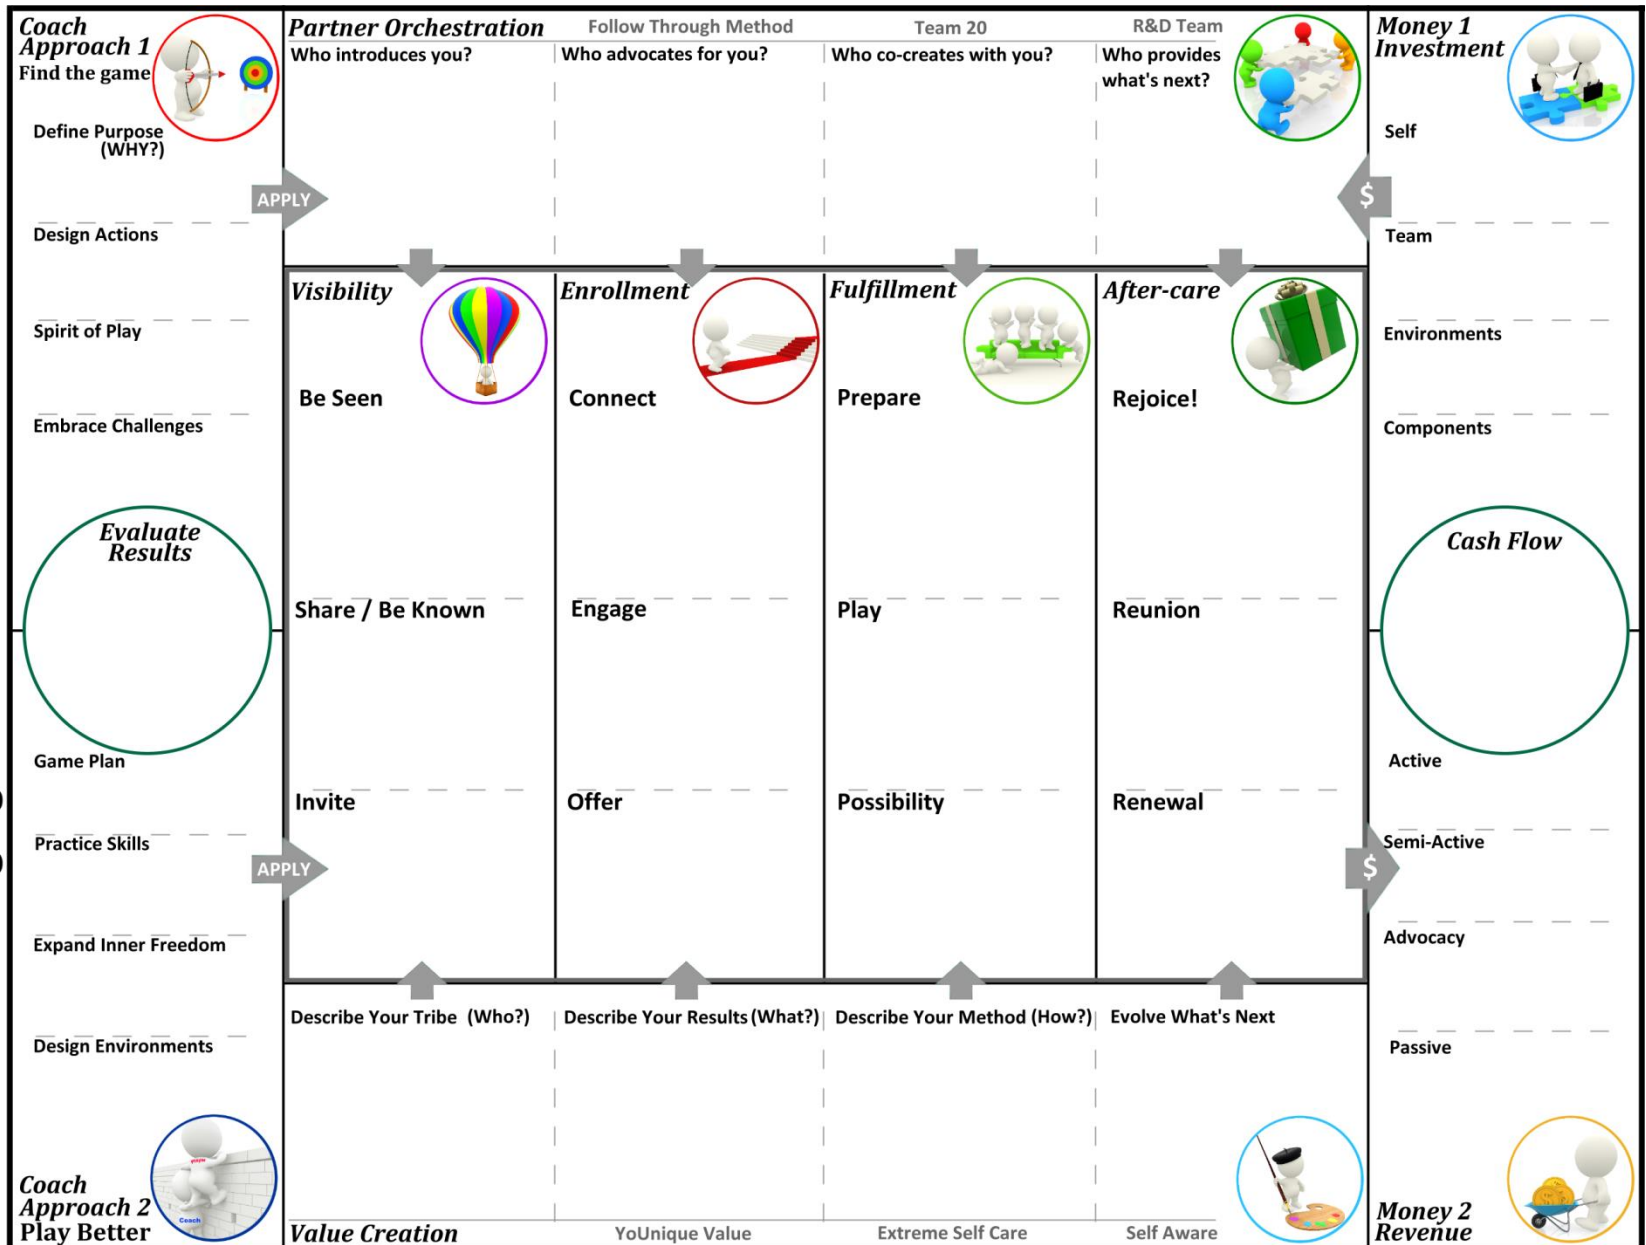 Coach
Approach 1
Find the game
Define Purpose
(WHY?)
Design Actions
Spirit of Play
Embrace Challenges
Evaluate
Results
Game Plan
Practice Skills
Expand Inner Freedom
Design Environments
Coach
Approach 2
Play Better
APPLY
APPLY
Partner Orchestration
Follow Through Method
Team 20
R&D Team
Who introduces you?
Who advocates for you?
Who co-creates with you?
Who provides
what's next?
Visibility
Be Seen
Share / Be Known
Invite
Enrollment
Connect
Engage
Offer
Fulfillment
Prepare
Play
Possibility
After-care
Rejoice!
Reunion
Renewal
Describe Your Tribe (Who?)
Describe Your Results (What?)
Describe Your Method (How?)
Evolve What's Next
Value Creation
YoUnique Value
Extreme Self Care
Self Aware
Money 1
Investment
Self
$
Team
Environments
Components
Cash Flow
Active
Semi-Active
$
Advocacy
Passive
Money 2
Revenue
Coach